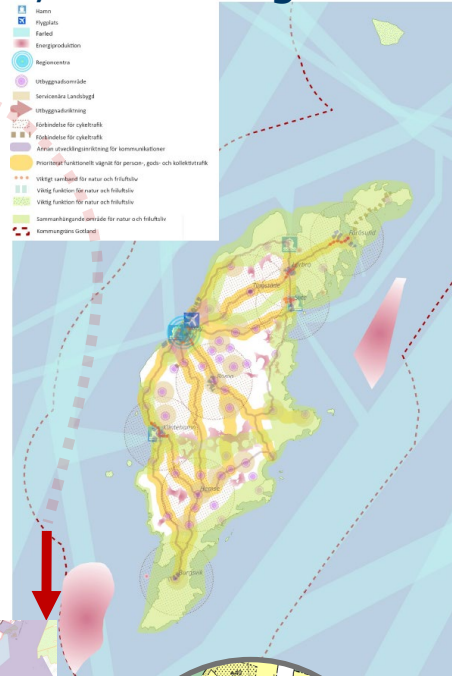 Hamn
Flygplats
Farled
Energiproduktion
Regioncentra
Utbyggnadsområde
Servicenära Landsbygd
Utbyggnadsriktning
Förbindelse för cykeltrafik
Förbindelse för cykeltrafik
Annan utvecklingsinriktning för kommunikationer
Prioriterat funktionellt vägnät för person-, gods- och kollektivtrafik
Viktigt samband för natur och friluftsliv
Viktig funktion för natur och friluftsliv
Viktig funktion för natur och friluftsliv
Sammanhängande område för natur och friluftsliv
Kommungräns Gotland
Fårösund
Tingstäde
Roma
Klintehamn
Hemse
Burgsvik